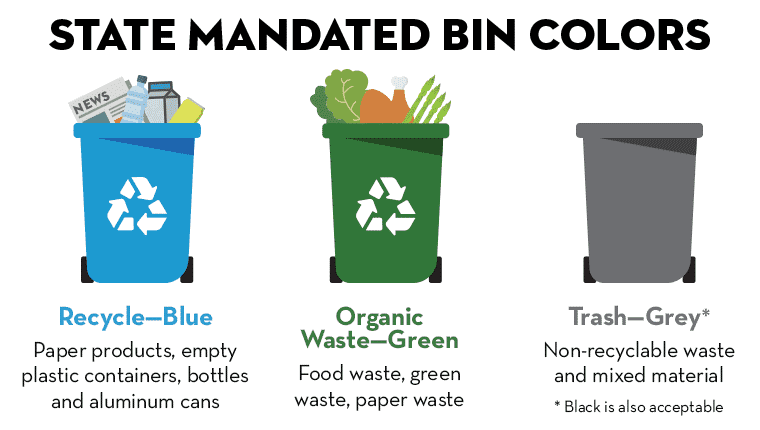 STATE MANDATED BIN COLORS
NEWS
Recycle—Blue
Paper products, empty
plastic containers, bottles
and aluminum cans
Organic
Waste—Green
Food waste, green
waste, paper waste
Trash—Grey*
Non-recyclable waste
and mixed material
* Black is also acceptable